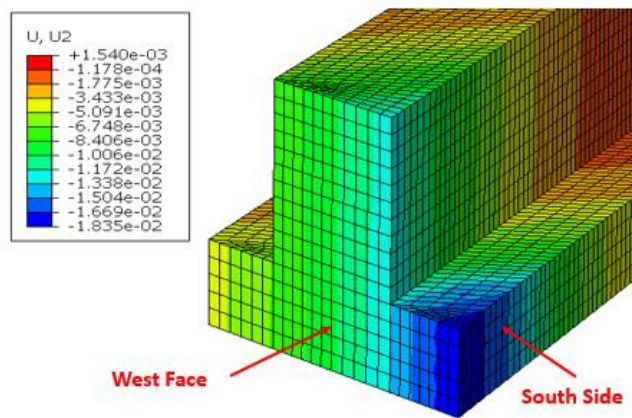 U, U2
+1.540e-03
-1.178e-04
-1.775e-03
-3.433e-03
-5.091e-03
-6.748e-03
-8.406e-03
-1.006e-02
-1.172e-02
-1.338e-02
-1.504e-02
-1.669e-02
-1.835e-02
West Face
South Side